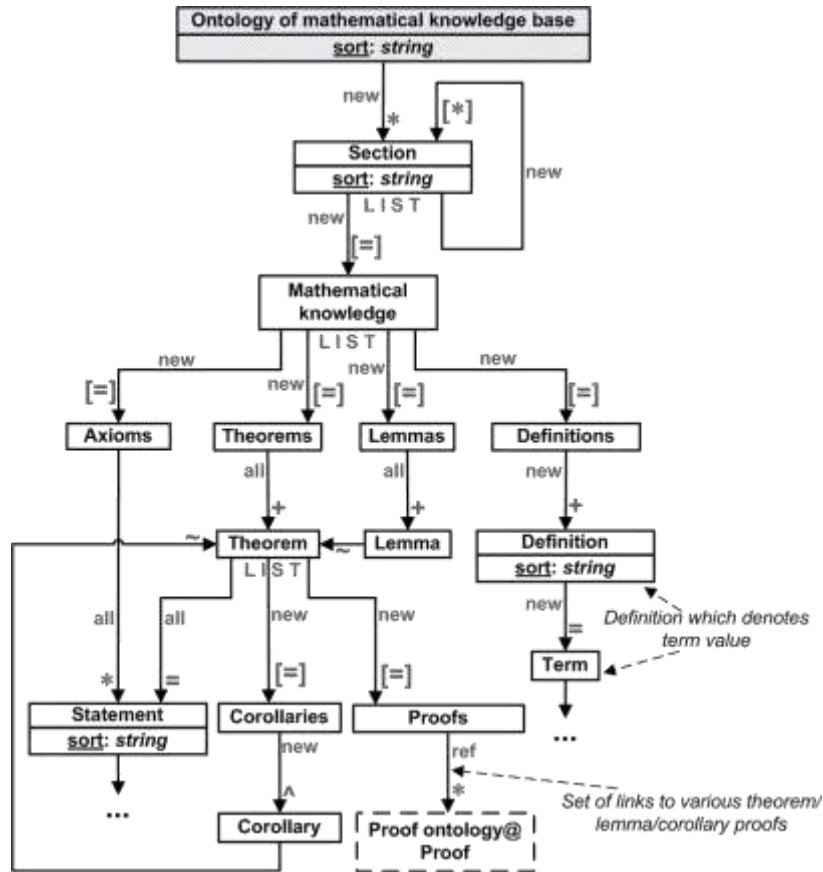 Ontology of mathematical knowledge base
sort: string
new
*
[*]
Section
sort: string
new
LIST
new
[=]
Mathematical
knowledge
LIST
new
new
new
new
[=]
[=]
[=]
[=]
Axioms
Theorems
Lemmas
Definitions
all
all
new
+
+
+
~
Theorem
~
Lemma
Definition
sort: string
LIST
all
all
new
new
new
=
Definition which denotes
term value
Term
...
*
=
[=]
[=]
Statement
sort: string
Corollaries
Proofs
new
ref
^
*
...
Set of links to various theorem/
lemma/corollary proofs
Corollary
Proof ontology@
Proof